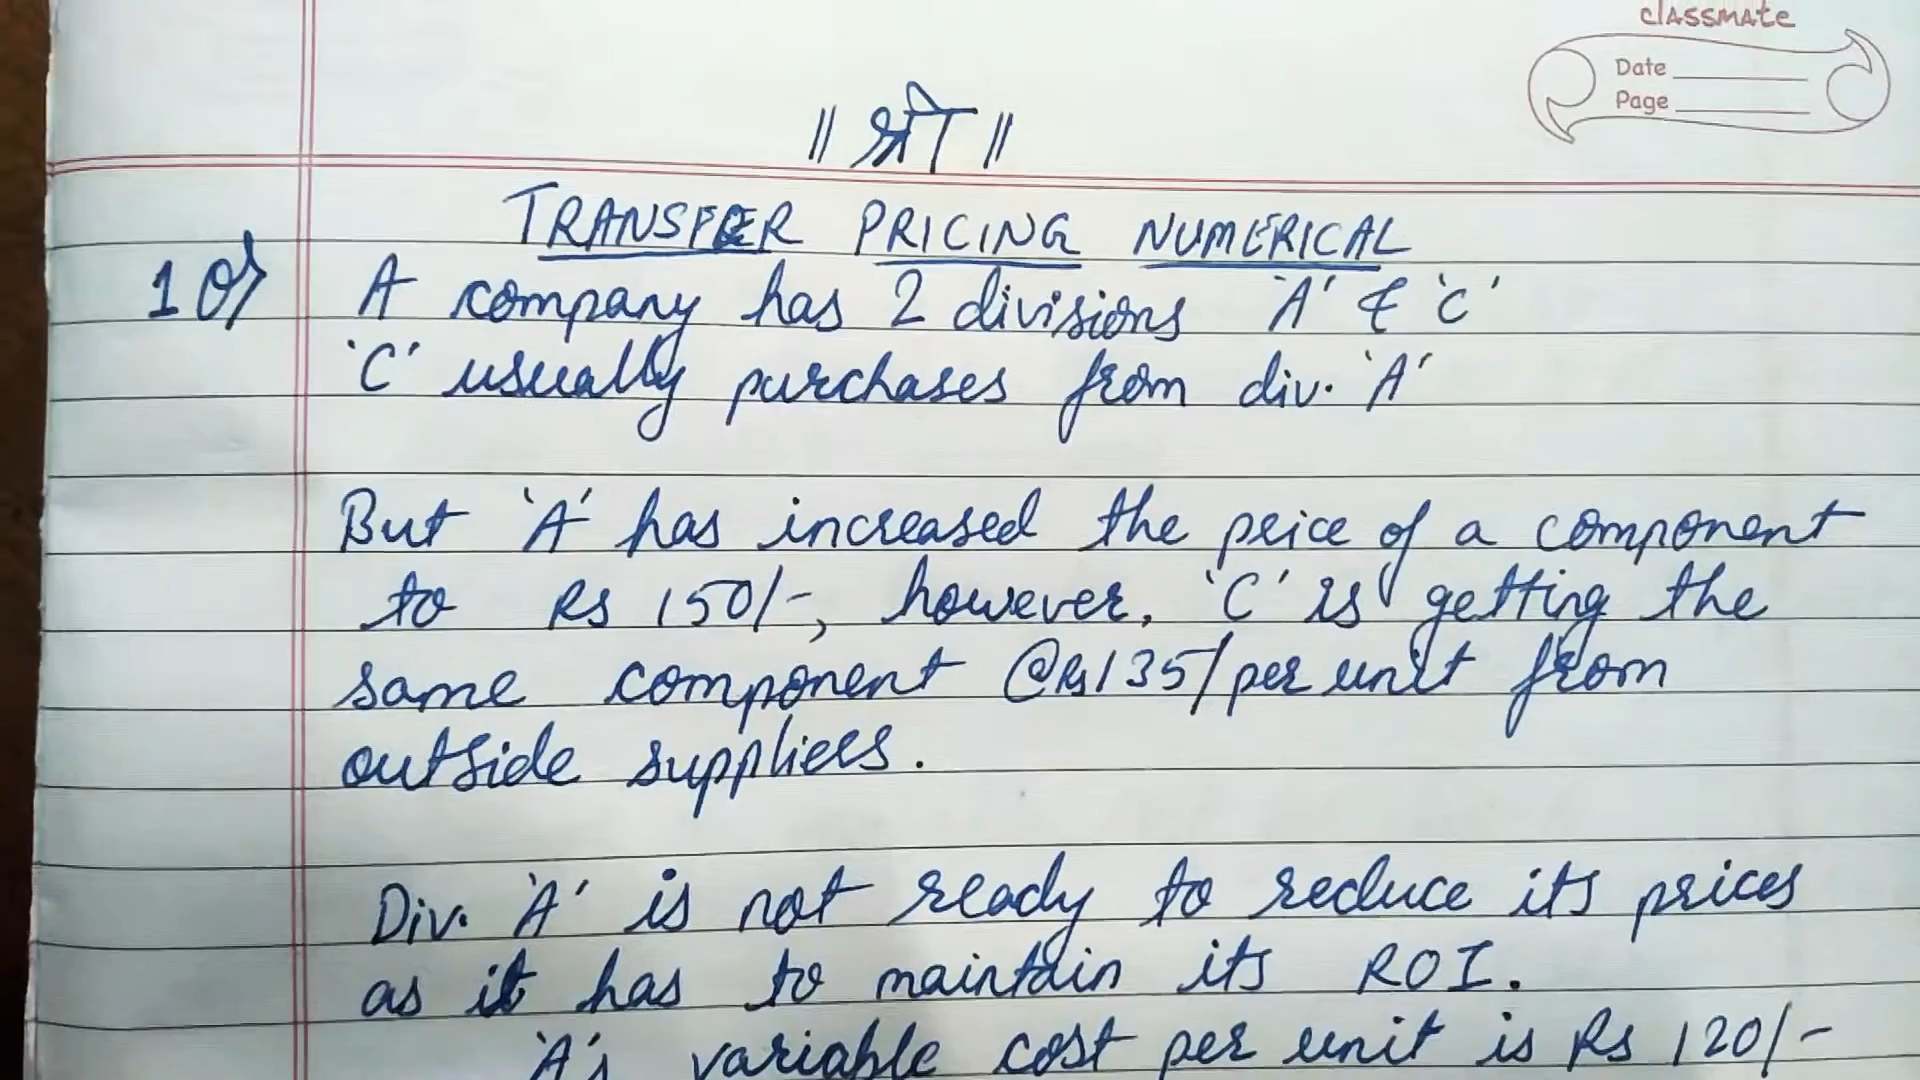 classmate
Date
Page
॥ श्री ॥
TRANSFER PRICING NUMERICAL
1 Q) A company has 2 divisions 'A' & 'C'
'C' usually purchases from div. 'A'
But 'A' has increased the price of a component
to Rs 150/-, however, 'C' is getting the
same component @Rs135/per unit from
outside suppliers.
Div. 'A' is not ready to reduce its prices
as it has to maintain its ROI.
'A's variable cost per unit is Rs 120/-